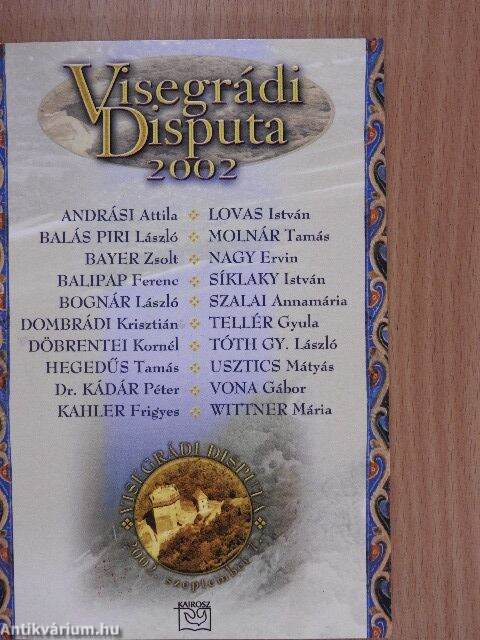 Visegrádi
Disputa
2002
ANDRÁSI Attila ❖ LOVAS István
BALÁS PIRI László ❖ MOLNÁR Tamás
BAYER Zsolt ❖ NAGY Ervin
BALIPAP Ferenc ❖ SÍKLAKY István
BOGNÁR László ❖ SZALAI Annamária
DOMBRÁDI Krisztián ❖ TELLÉR Gyula
DÖBRENTEI Kornél ❖ TÓTH GY. László
HEGEDŰS Tamás ❖ USZTICS Mátyás
Dr. KÁDÁR Péter ❖ VONA Gábor
KAHLER Frigyes ❖ WITTNER Mária
VISEGRÁDI DISPUTA
2002. szeptember
KAIROSZ
Antikvárium.hu